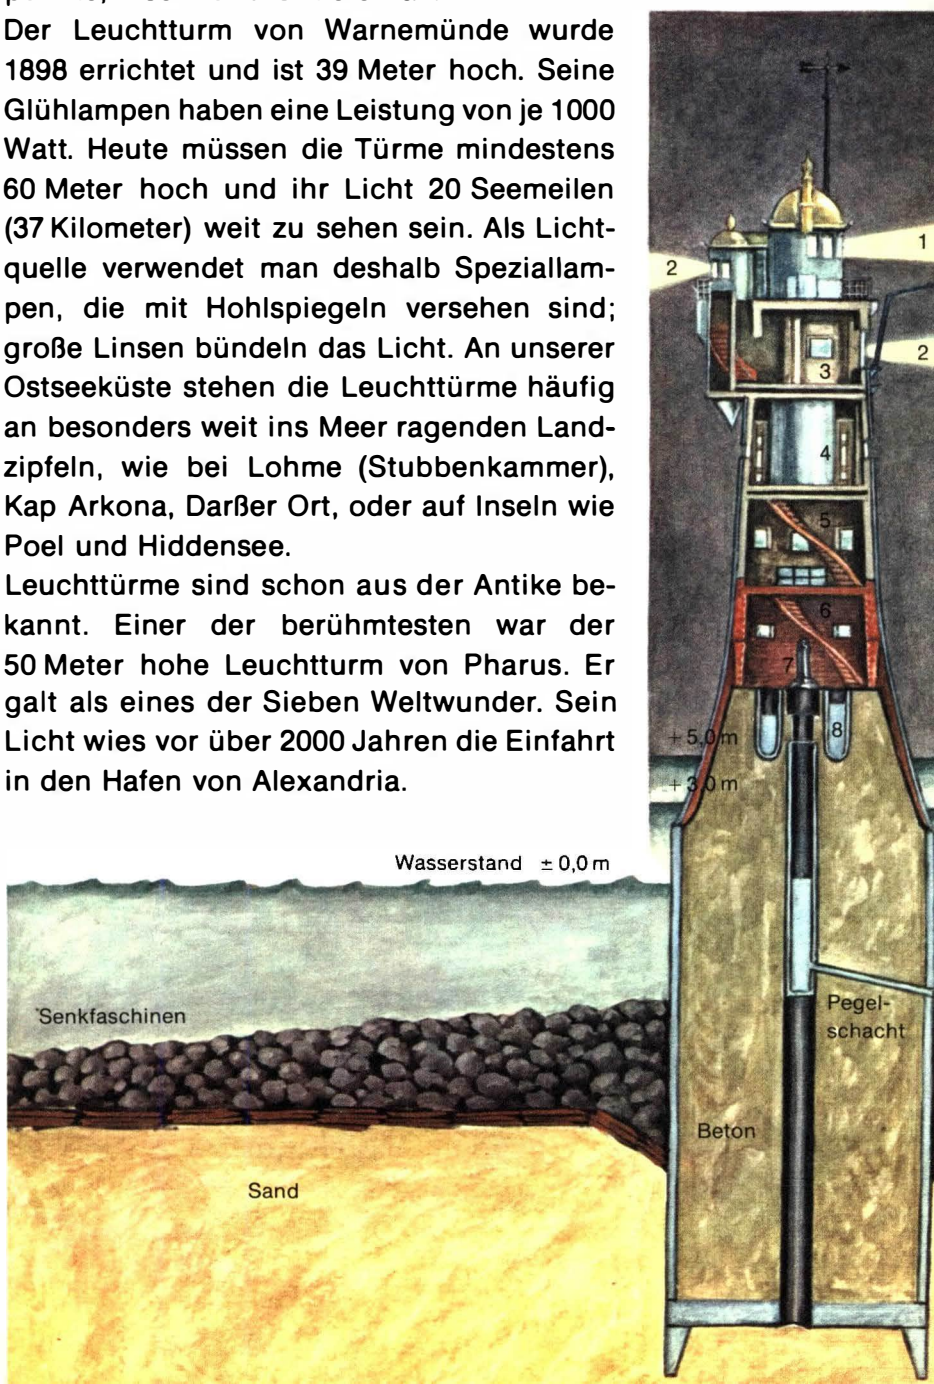 Der Leuchtturm von Warnemünde wurde
1898 errichtet und ist 39 Meter hoch. Seine
Glühlampen haben eine Leistung von je 1000
Watt. Heute müssen die Türme mindestens
60 Meter hoch und ihr Licht 20 Seemeilen
(37 Kilometer) weit zu sehen sein. Als Licht-
quelle verwendet man deshalb Speziallam-
pen, die mit Hohlspiegeln versehen sind;
große Linsen bündeln das Licht. An unserer
Ostseeküste stehen die Leuchttürme häufig
an besonders weit ins Meer ragenden Land-
zipfeln, wie bei Lohme (Stubbenkammer),
Kap Arkona, Darßer Ort, oder auf Inseln wie
Poel und Hiddensee.
Leuchttürme sind schon aus der Antike be-
kannt. Einer der berühmtesten war der
50 Meter hohe Leuchtturm von Pharus. Er
galt als eines der Sieben Weltwunder. Sein
Licht wies vor über 2000 Jahren die Einfahrt
in den Hafen von Alexandria.
1
2
2
3
4
5
6
7
8
+ 5,0 m
+ 3,0 m
Wasserstand ± 0,0 m
Senkfaschinen
Pegel-
schacht
Beton
Sand